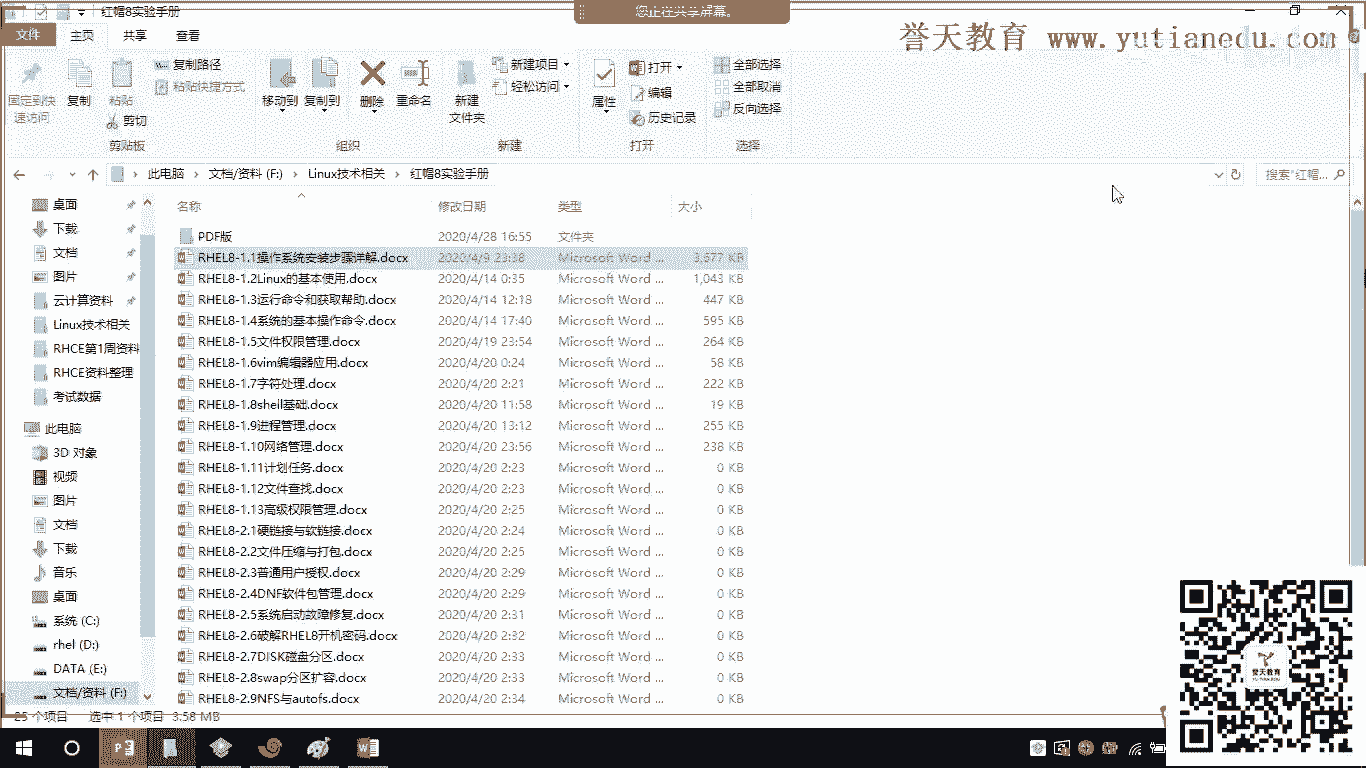 红帽8实验手册
您正在共享屏幕。
誉天教育 www.yutianedu.com
文件 主页 共享 查看
固定到快速访问
复制
粘贴
复制路径
粘贴快捷方式
剪切
移动到 复制到 删除 重命名
新建文件夹
新建项目
轻松访问
属性
打开
编辑
历史记录
全部选择
全部取消
反向选择
剪贴板 组织 新建 打开 选择
此电脑 文档/资料 (F:) Linux技术相关 红帽8实验手册
搜索"红帽...
桌面
下载
文档
图片
云计算资料
Linux技术相关
RHCE第1周资料
RHCE资料整理
考试数据
此电脑
3D 对象
视频
图片
文档
下载
音乐
桌面
系统 (C:)
rhel (D:)
DATA (E:)
文档/资料 (F:)
名称 修改日期 类型 大小
PDF版 2020/4/28 16:55 文件夹
RHEL8-1.1操作系统安装步骤详解.docx 2020/4/9 23:38 Microsoft Word ... 3,677 KB
RHEL8-1.2Linux的基本使用.docx 2020/4/14 0:35 Microsoft Word ... 1,043 KB
RHEL8-1.3运行命令和获取帮助.docx 2020/4/14 12:18 Microsoft Word ... 447 KB
RHEL8-1.4系统的基本操作命令.docx 2020/4/14 17:40 Microsoft Word ... 595 KB
RHEL8-1.5文件权限管理.docx 2020/4/19 23:54 Microsoft Word ... 264 KB
RHEL8-1.6vim编辑器应用.docx 2020/4/20 0:24 Microsoft Word ... 58 KB
RHEL8-1.7字符处理.docx 2020/4/20 2:21 Microsoft Word ... 222 KB
RHEL8-1.8shell基础.docx 2020/4/20 11:58 Microsoft Word ... 19 KB
RHEL8-1.9进程管理.docx 2020/4/20 13:12 Microsoft Word ... 255 KB
RHEL8-1.10网络管理.docx 2020/4/20 23:56 Microsoft Word ... 238 KB
RHEL8-1.11计划任务.docx 2020/4/20 2:23 Microsoft Word ... 0 KB
RHEL8-1.12文件查找.docx 2020/4/20 2:23 Microsoft Word ... 0 KB
RHEL8-1.13高级权限管理.docx 2020/4/20 2:25 Microsoft Word ... 0 KB
RHEL8-2.1硬链接与软链接.docx 2020/4/20 2:24 Microsoft Word ... 0 KB
RHEL8-2.2文件压缩与打包.docx 2020/4/20 2:25 Microsoft Word ... 0 KB
RHEL8-2.3普通用户授权.docx 2020/4/20 2:29 Microsoft Word ... 0 KB
RHEL8-2.4DNF软件包管理.docx 2020/4/20 2:29 Microsoft Word ... 0 KB
RHEL8-2.5系统启动故障修复.docx 2020/4/20 2:31 Microsoft Word ... 0 KB
RHEL8-2.6破解RHEL8开机密码.docx 2020/4/20 2:32 Microsoft Word ... 0 KB
RHEL8-2.7DISK磁盘分区.docx 2020/4/20 2:33 Microsoft Word ... 0 KB
RHEL8-2.8swap分区扩容.docx 2020/4/20 2:33 Microsoft Word ... 0 KB
RHEL8-2.9NFS与autofs.docx 2020/4/20 2:34 Microsoft Word ... 0 KB
25 个项目 选中 1 个项目 3.58 MB
誉天教育